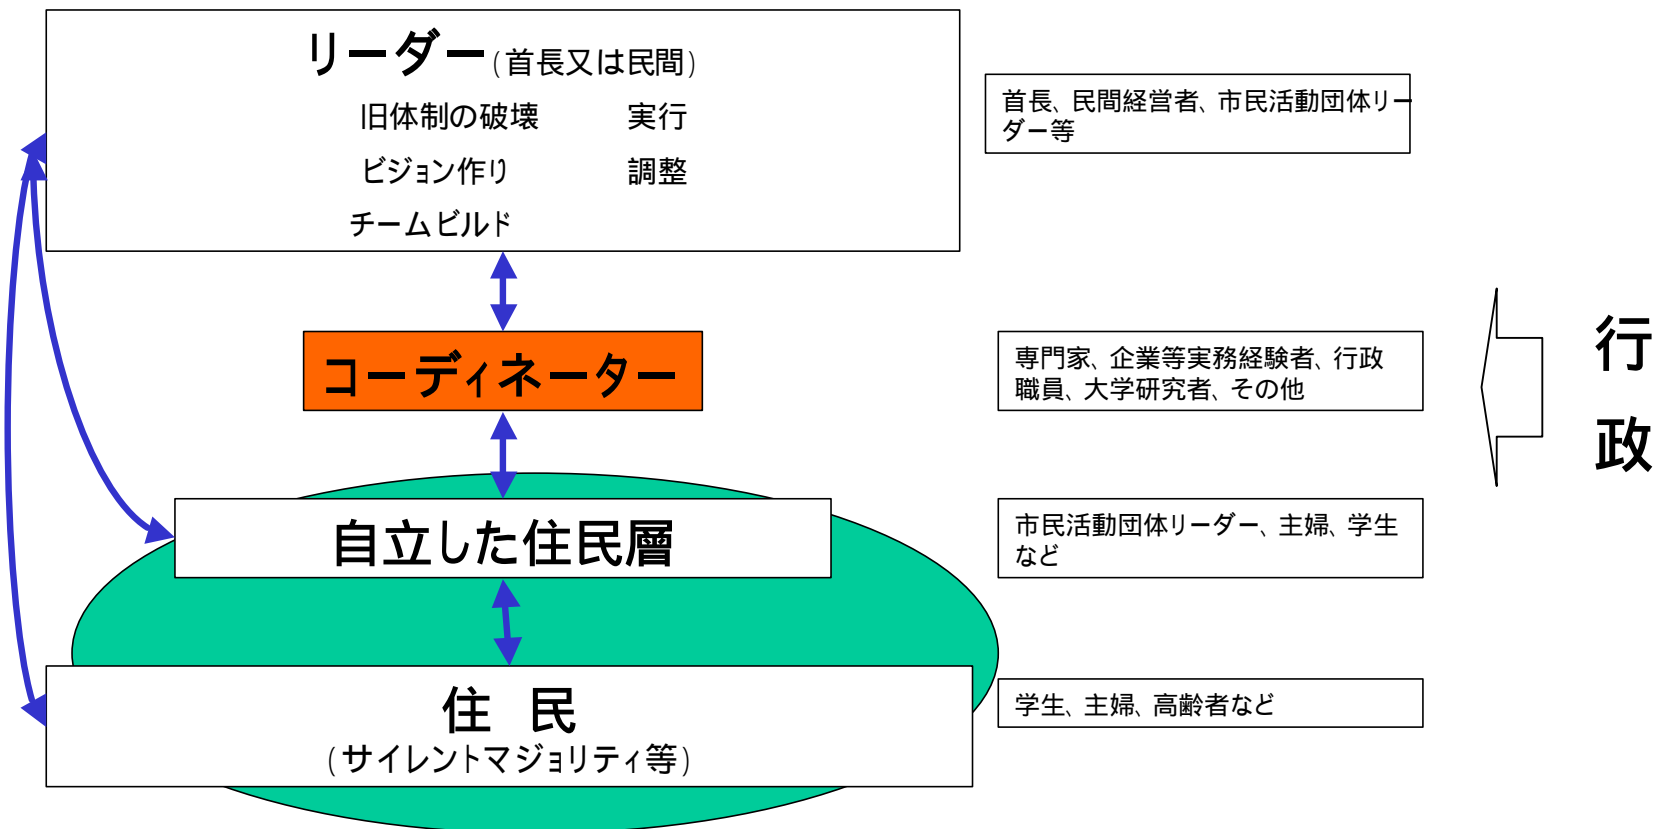 リーダー(首長又は民間)
旧体制の破壊 実行
ビジョン作り 調整
チームビルド
首長、民間経営者、市民活動団体リー
ダー等
コーディネーター
専門家、企業等実務経験者、行政
職員、大学研究者、その他
行
政
自立した住民層
市民活動団体リーダー、主婦、学生
など
住 民
(サイレントマジョリティ等)
学生、主婦、高齢者など